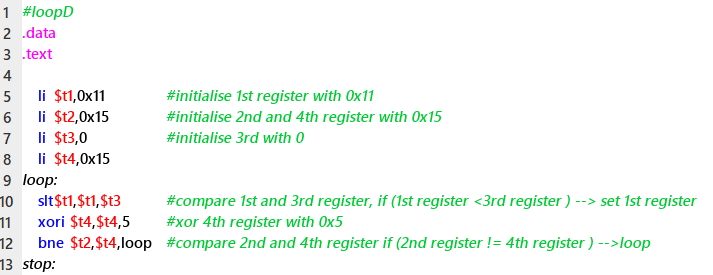 1 #loopD
2 .data
3 .text
4
5 li $t1,0x11 #initialise 1st register with 0x11
6 li $t2,0x15 #initialise 2nd and 4th register with 0x15
7 li $t3,0 #initialise 3rd with 0
8 li $t4,0x15
9 loop:
10 slt$t1,$t1,$t3 #compare 1st and 3rd register, if (1st register <3rd register ) --> set 1st register
11 xori $t4,$t4,5 #xor 4th register with 0x5
12 bne $t2,$t4,loop #compare 2nd and 4th register if (2nd register != 4th register ) -->loop
13 stop: